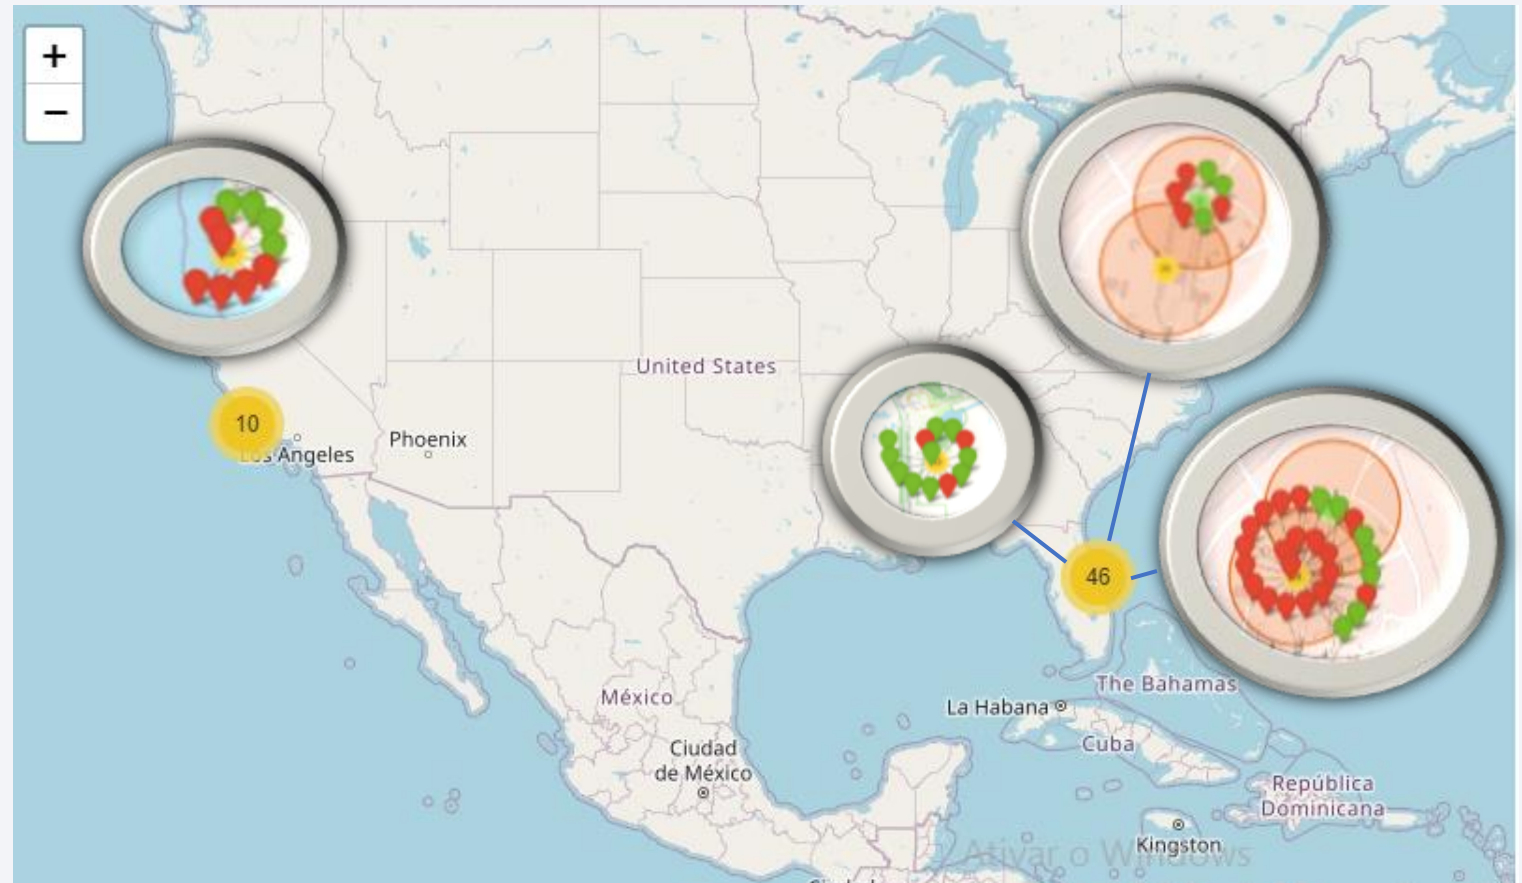 +
−
United States
10
Los Angeles
Phoenix
46
The Bahamas
México
La Habana
Cuba
Ciudad
de México
República
Dominicana
Kingston
Ativar o Windows